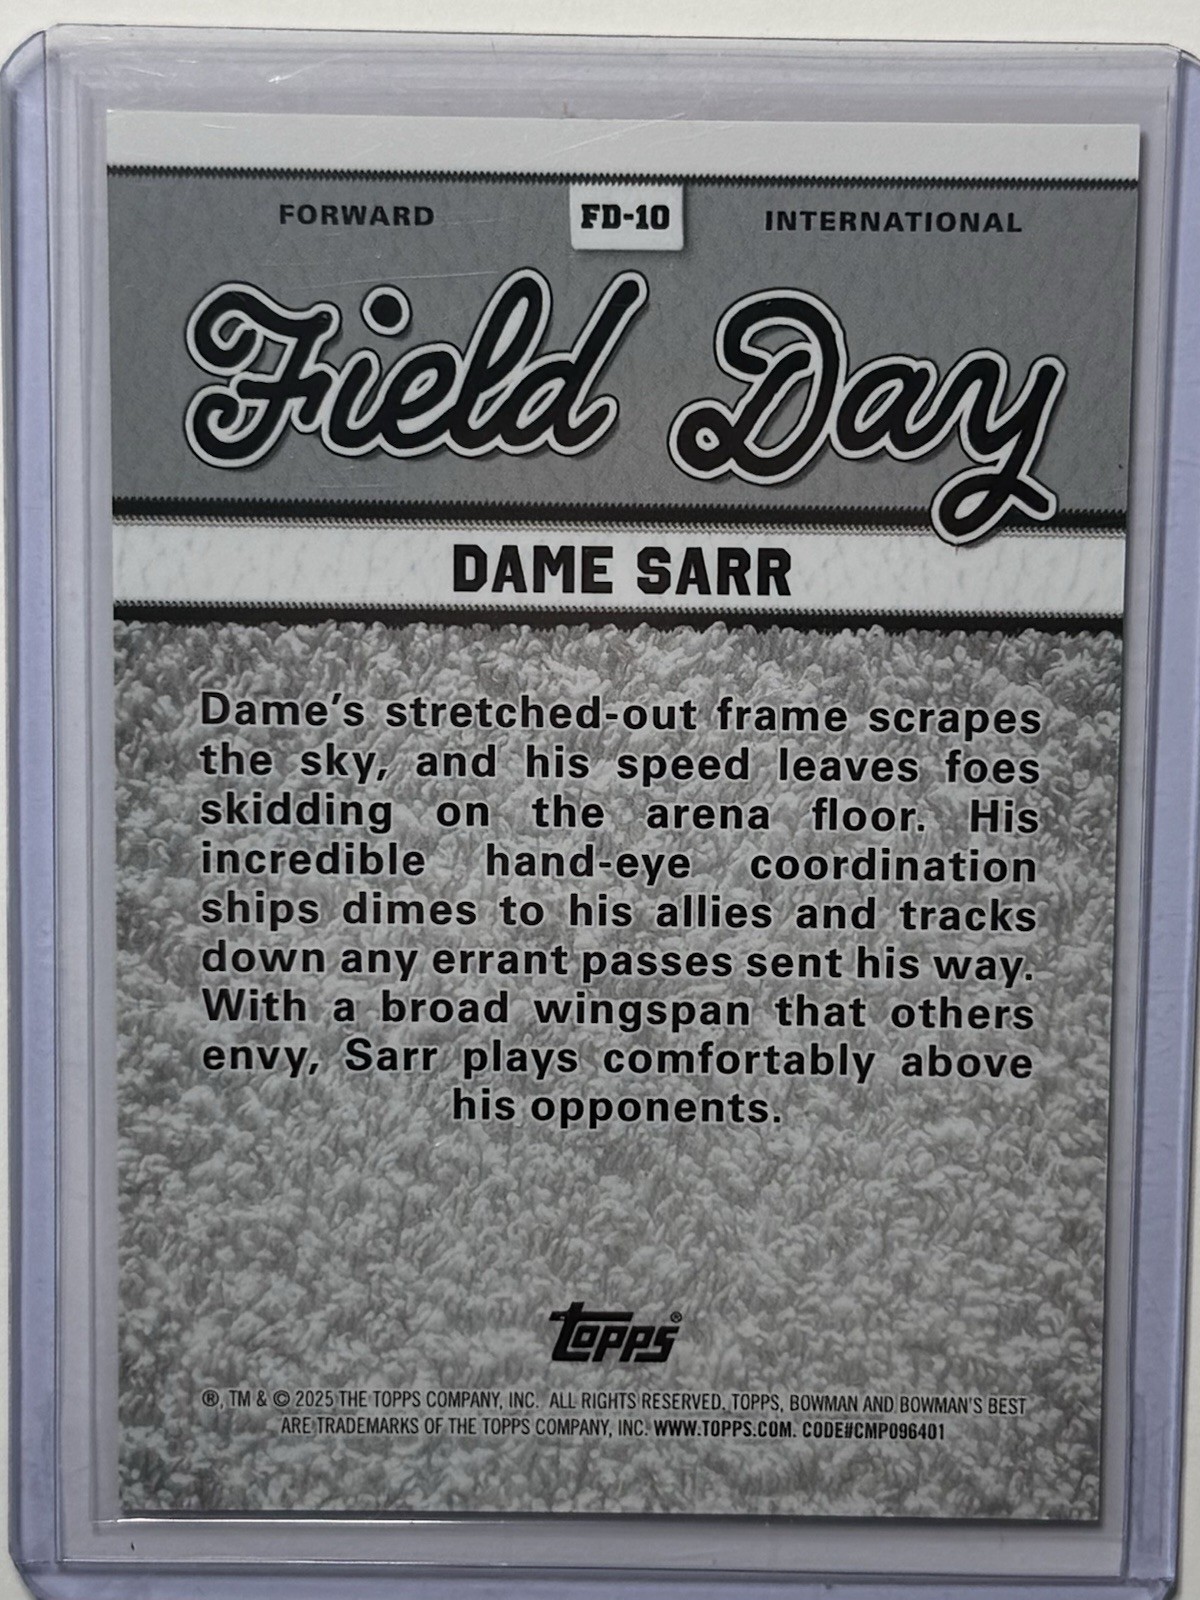 FORWARD FD-10 INTERNATIONAL
Field Day
DAME SARR
Dame's stretched-out frame scrapes
the sky, and his speed leaves foes
skidding on the arena floor. His
incredible hand-eye coordination
ships dimes to his allies and tracks
down any errant passes sent his way.
With a broad wingspan that others
envy, Sarr plays comfortably above
his opponents.
topps®
®, TM & © 2025 THE TOPPS COMPANY, INC. ALL RIGHTS RESERVED. TOPPS, BOWMAN AND BOWMAN'S BEST
ARE TRADEMARKS OF THE TOPPS COMPANY, INC. WWW.TOPPS.COM. CODE#CMP096401